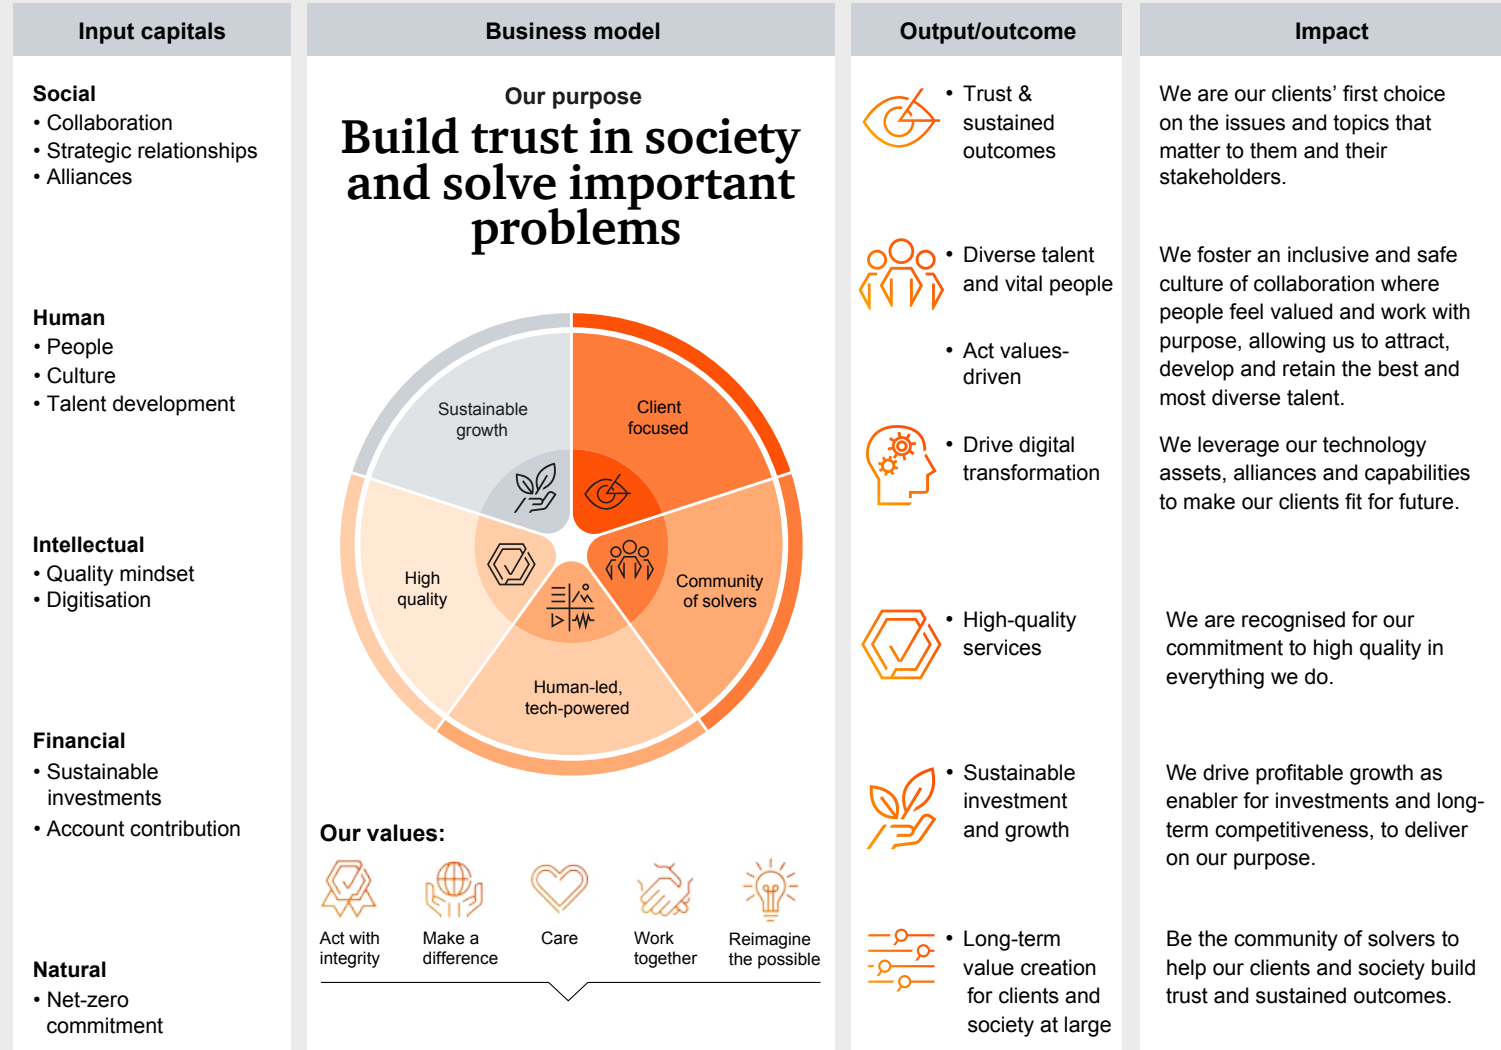 Input capitals
Social
• Collaboration
• Strategic relationships
• Alliances
Human
• People
• Culture
• Talent development
Intellectual
• Quality mindset
• Digitisation
Financial
• Sustainable
investments
• Account contribution
Natural
• Net-zero
commitment
Business model
Our purpose
Build trust in society
and solve important
problems
Sustainable
growth
Client
focused
High
quality
Community
of solvers
Human-led,
tech-powered
Our values:
Act with
integrity
Make a
difference
Care
Work
together
Reimagine
the possible
Output/outcome
• Trust &
sustained
outcomes
• Diverse talent
and vital people
• Act values-
driven
• Drive digital
transformation
• High-quality
services
• Sustainable
investment
and growth
• Long-term
value creation
for clients and
society at large
Impact
We are our clients’ first choice
on the issues and topics that
matter to them and their
stakeholders.
We foster an inclusive and safe
culture of collaboration where
people feel valued and work with
purpose, allowing us to attract,
develop and retain the best and
most diverse talent.
We leverage our technology
assets, alliances and capabilities
to make our clients fit for future.
We are recognised for our
commitment to high quality in
everything we do.
We drive profitable growth as
enabler for investments and long-
term competitiveness, to deliver
on our purpose.
Be the community of solvers to
help our clients and society build
trust and sustained outcomes.